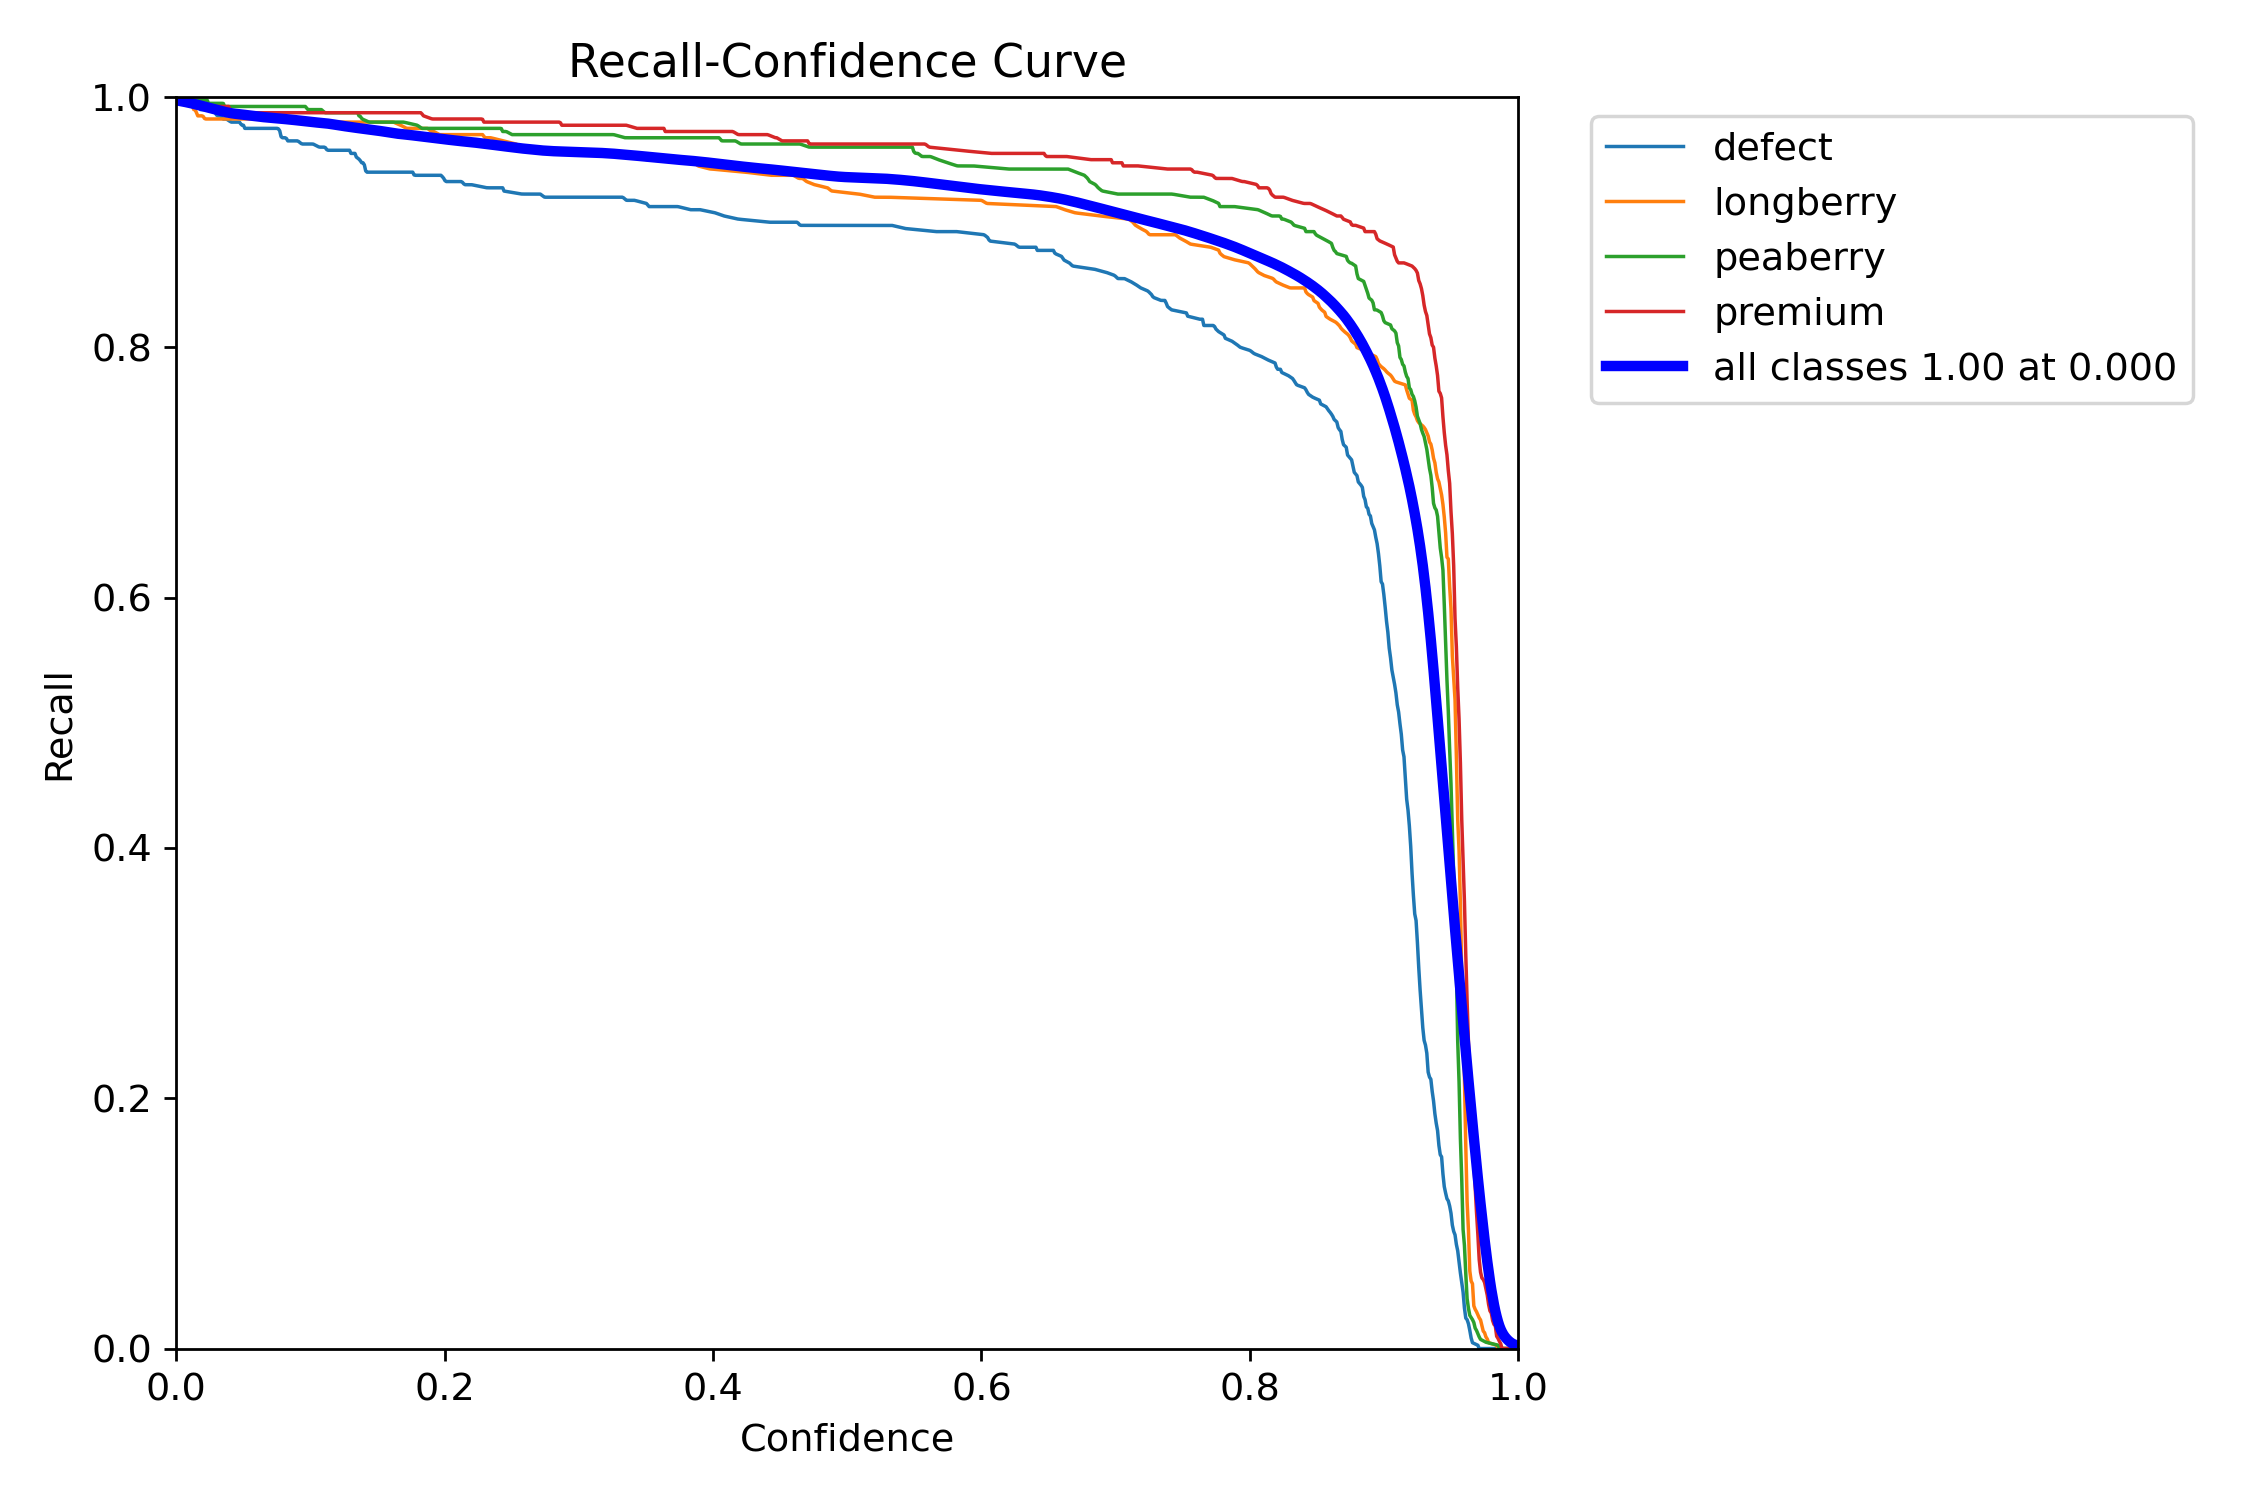 Recall-Confidence Curve
1.0
0.8
0.6
0.4
0.2
0.0
Recall
0.0 0.2 0.4 0.6 0.8 1.0
Confidence
defect
longberry
peaberry
premium
all classes 1.00 at 0.000